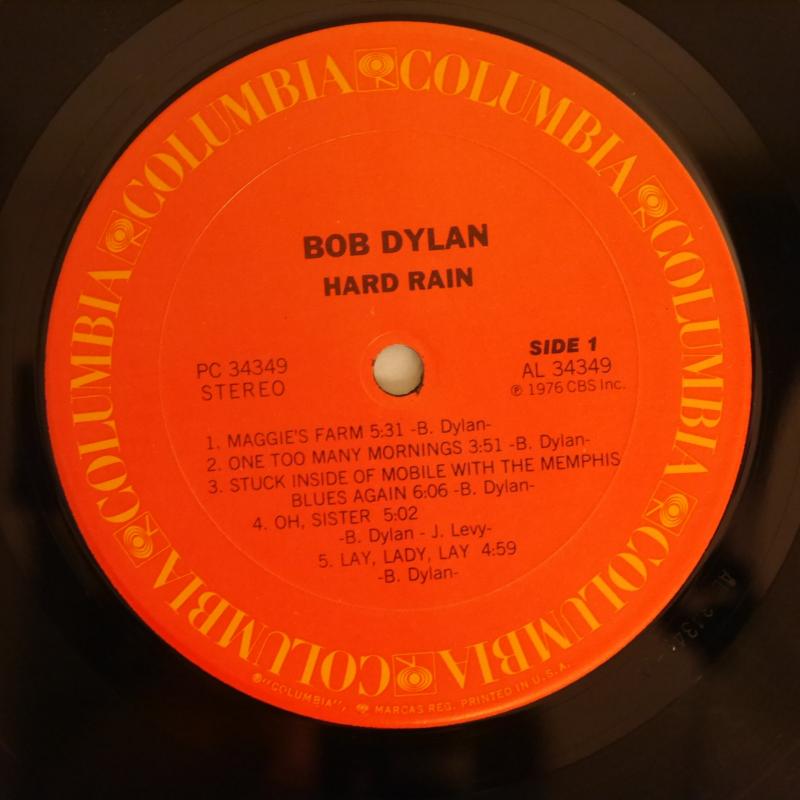 COLUMBIA COLUMBIA COLUMBIA COLUMBIA COLUMBIA COLUMBIA
BOB DYLAN
HARD RAIN
SIDE 1
PC 34349
AL 34349
STEREO
℗ 1976 CBS Inc.
1. MAGGIE'S FARM 5:31 -B. Dylan-
2. ONE TOO MANY MORNINGS 3:51 -B. Dylan-
3. STUCK INSIDE OF MOBILE WITH THE MEMPHIS
BLUES AGAIN 6:06 -B. Dylan-
4. OH, SISTER 5:02
-B. Dylan - J. Levy-
5. LAY, LADY, LAY 4:59
-B. Dylan-
®"COLUMBIA", MARCAS REG. PRINTED IN U.S.A.